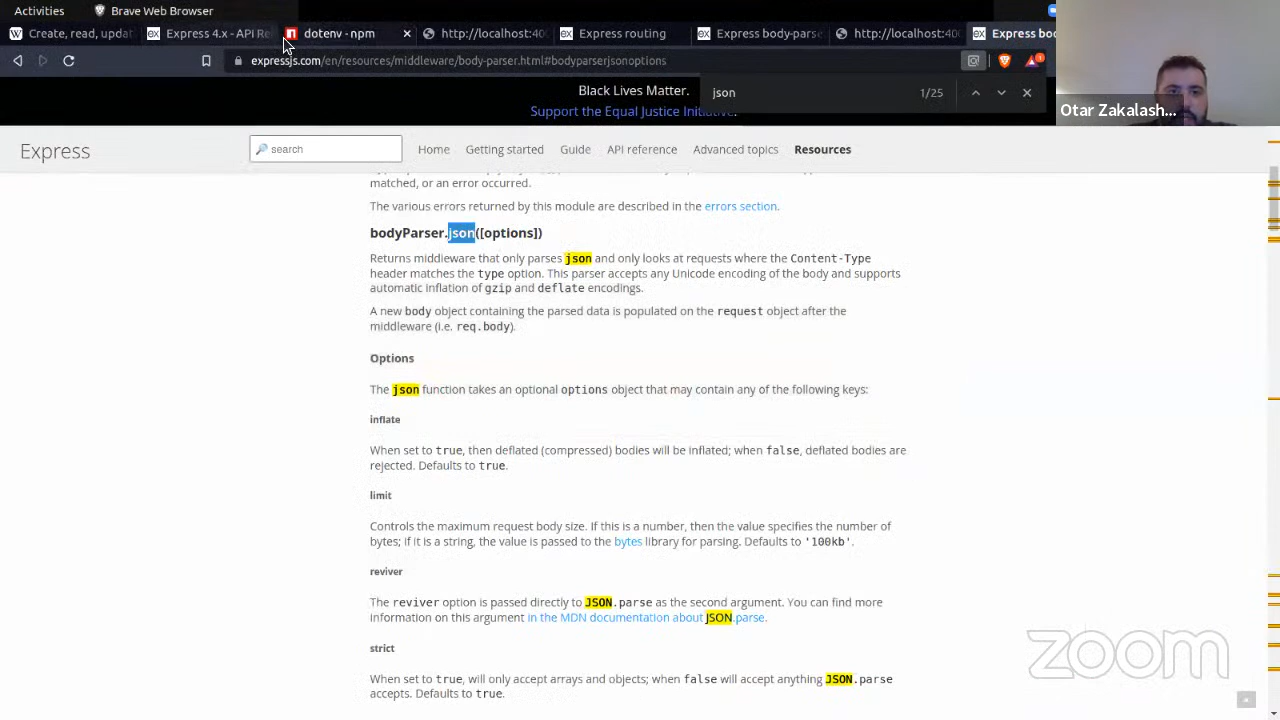 Activities
Brave Web Browser
Create, read, updat
Express 4.x - API Re
dotenv - npm
http://localhost:400
Express routing
Express body-parse
http://localhost:400
Express bo
expressjs.com/en/resources/middleware/body-parser.html#bodyparserjsonoptions
json
1/25
Black Lives Matter.
Support the Equal Justice Initiative.
Otar Zakalash...
Express
search
Home
Getting started
Guide
API reference
Advanced topics
Resources
matched, or an error occurred.
The various errors returned by this module are described in the errors section.
bodyParser.json([options])
Returns middleware that only parses json and only looks at requests where the Content-Type
header matches the type option. This parser accepts any Unicode encoding of the body and supports
automatic inflation of gzip and deflate encodings.
A new body object containing the parsed data is populated on the request object after the
middleware (i.e. req.body).
Options
The json function takes an optional options object that may contain any of the following keys:
inflate
When set to true, then deflated (compressed) bodies will be inflated; when false, deflated bodies are
rejected. Defaults to true.
limit
Controls the maximum request body size. If this is a number, then the value specifies the number of
bytes; if it is a string, the value is passed to the bytes library for parsing. Defaults to '100kb'.
reviver
The reviver option is passed directly to JSON.parse as the second argument. You can find more
information on this argument in the MDN documentation about JSON.parse.
strict
When set to true, will only accept arrays and objects; when false will accept anything JSON.parse
accepts. Defaults to true.
zoom